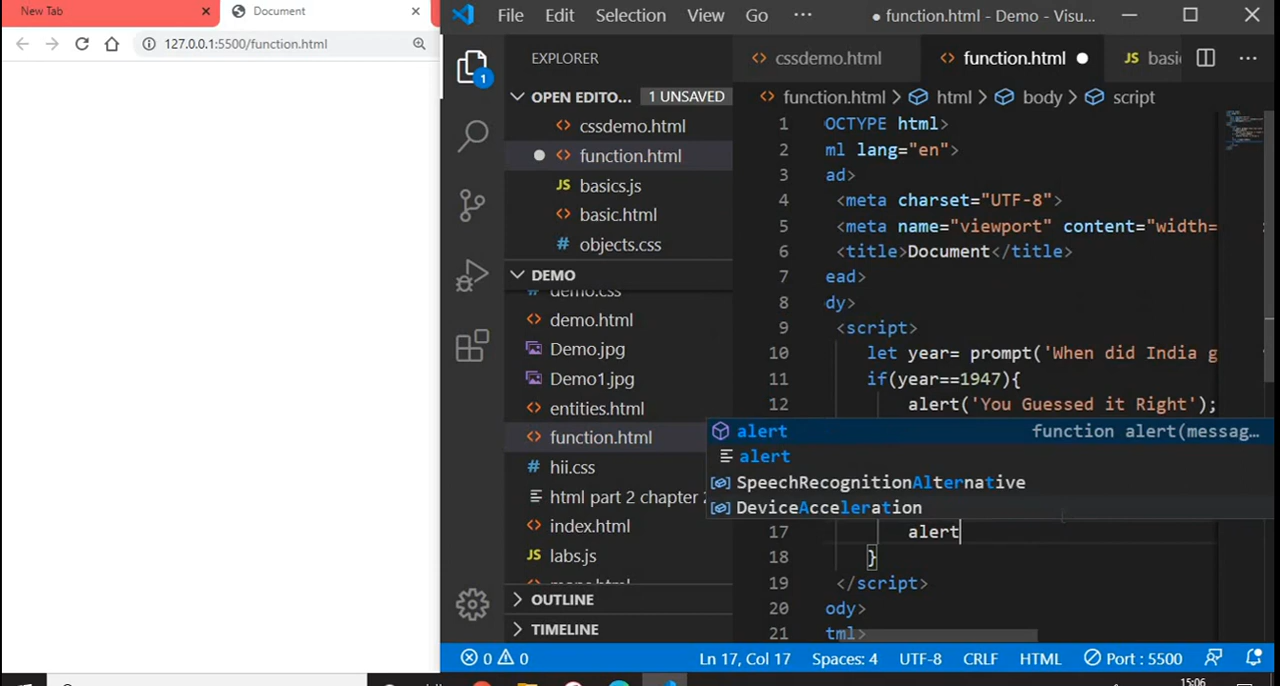 New Tab
Document
127.0.0.1:5500/function.html
File Edit Selection View Go ··· ● function.html - Demo - Visu...
1
EXPLORER
OPEN EDITO... 1 UNSAVED
cssdemo.html
function.html
JS basics.js
basic.html
# objects.css
DEMO
# demo.css
demo.html
Demo.jpg
Demo1.jpg
entities.html
function.html
# hii.css
html part 2 chapter
index.html
JS labs.js
OUTLINE
TIMELINE
cssdemo.html function.html ● JS basi
function.html > html > body > script
1 OCTYPE html>
2 ml lang="en">
3 ad>
4 <meta charset="UTF-8">
5 <meta name="viewport" content="width=
6 <title>Document</title>
7 ead>
8 dy>
9 <script>
10 let year= prompt('When did India g
11 if(year==1947){
12 alert('You Guessed it Right');
alert function alert(messag...
alert
SpeechRecognitionAlternative
DeviceAcceleration
17 alert
18 }
19 </script>
20 ody>
21 tml>
0 0 Ln 17, Col 17 Spaces: 4 UTF-8 CRLF HTML Port : 5500
15:06